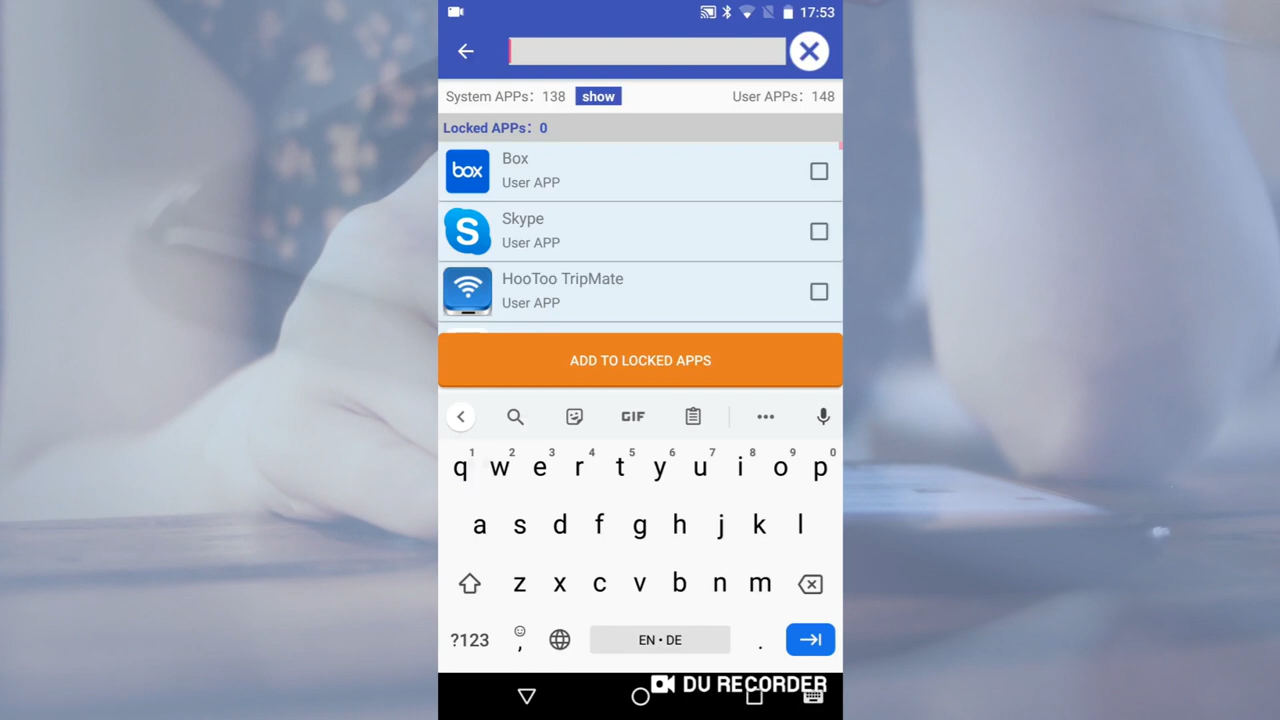 17:53
System APPs: 138 show User APPs: 148
Locked APPs: 0
box Box
User APP
S Skype
User APP
HooToo TripMate
User APP
ADD TO LOCKED APPS
GIF
1 2 3 4 5 6 7 8 9 0
q w e r t y u i o p
a s d f g h j k l
z x c v b n m
?123 , EN • DE .
DU RECORDER